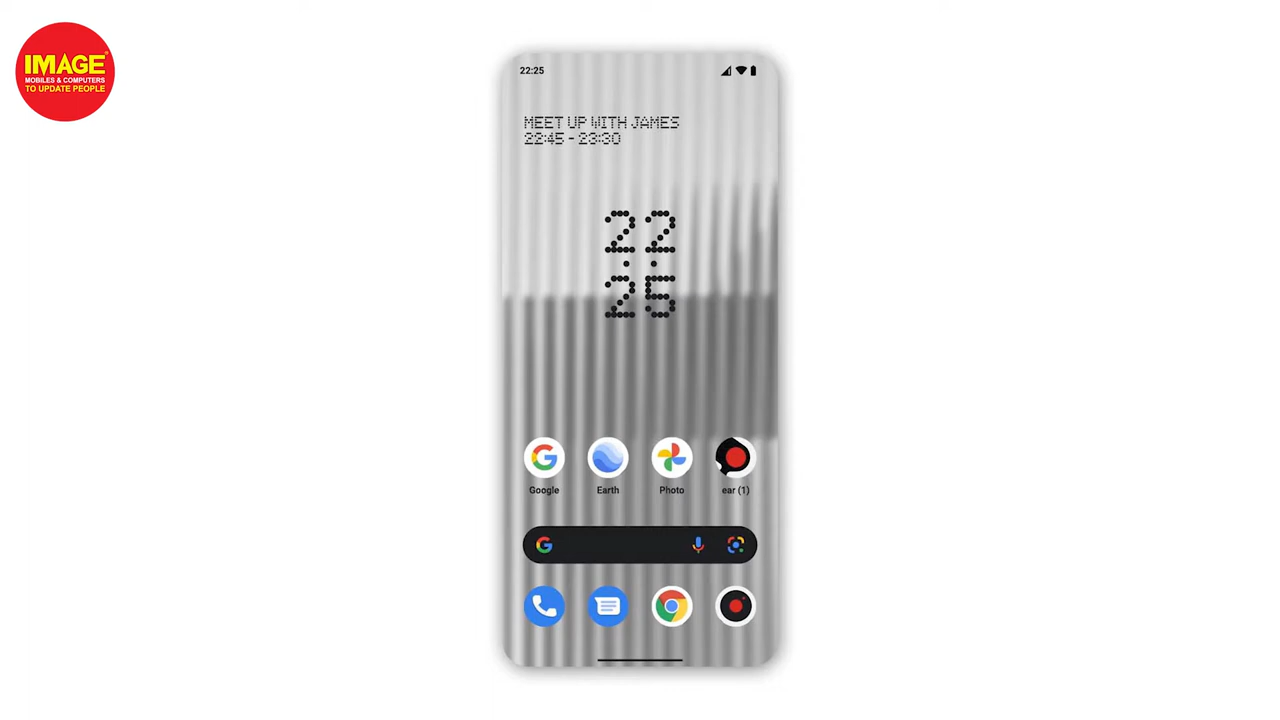 IMAGE
MOBILES & COMPUTERS
TO UPDATE PEOPLE
22:25
MEET UP WITH JAMES
22:45 - 23:30
22
:
25
Google
Earth
Photo
ear (1)